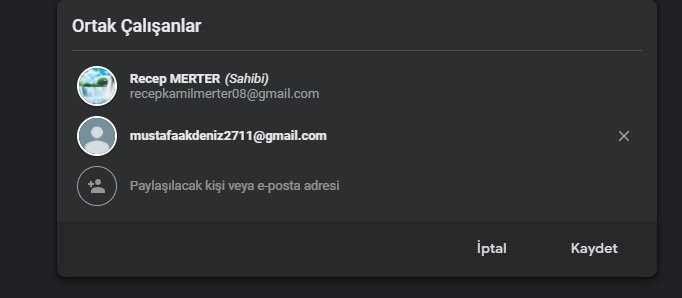 Ortak Çalışanlar
Recep MERTER (Sahibi)
recepkamilmerter08@gmail.com
mustafaakdeniz2711@gmail.com
Paylaşılacak kişi veya e-posta adresi
İptal Kaydet